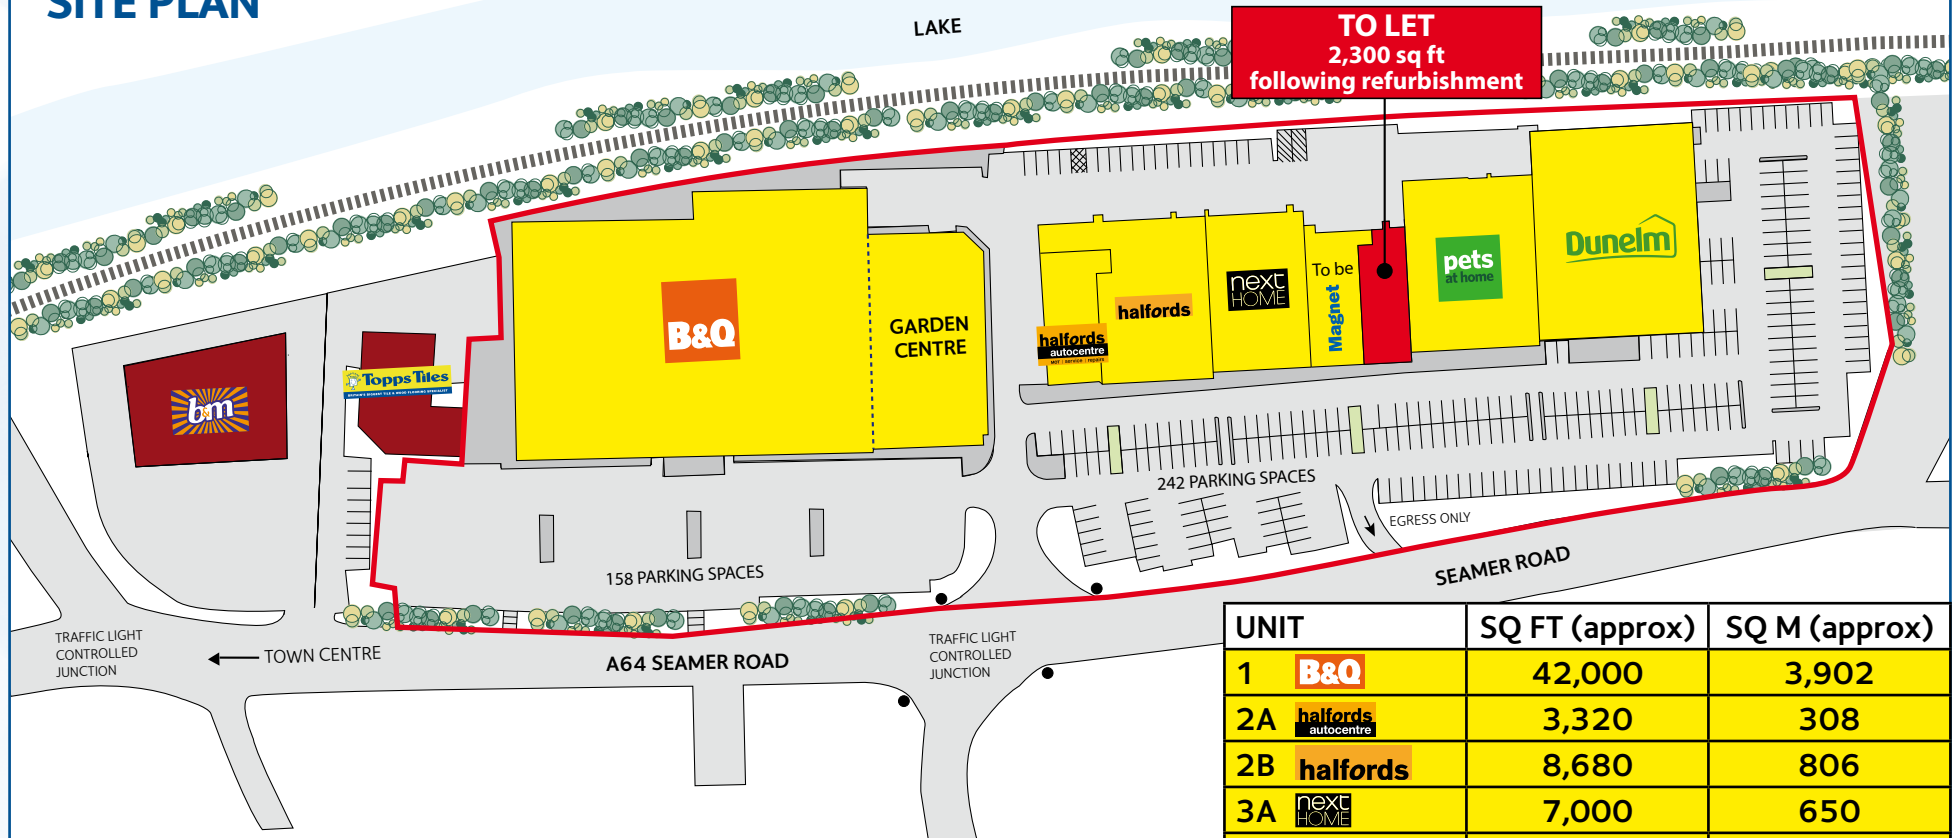 SITE PLAN
LAKE
TO LET
2,300 sq ft
following refurbishment
B&Q
GARDEN
CENTRE
halfords
autocentre
halfords
next
HOME
To be
Magnet
pets
at home
Dunelm
b&m
Topps Tiles
242 PARKING SPACES
EGRESS ONLY
158 PARKING SPACES
SEAMER ROAD
TRAFFIC LIGHT
CONTROLLED
JUNCTION
TOWN CENTRE
A64 SEAMER ROAD
TRAFFIC LIGHT
CONTROLLED
JUNCTION
UNIT SQ FT (approx) SQ M (approx)
1 B&Q 42,000 3,902
2A halfords autocentre 3,320 308
2B halfords 8,680 806
3A next HOME 7,000 650